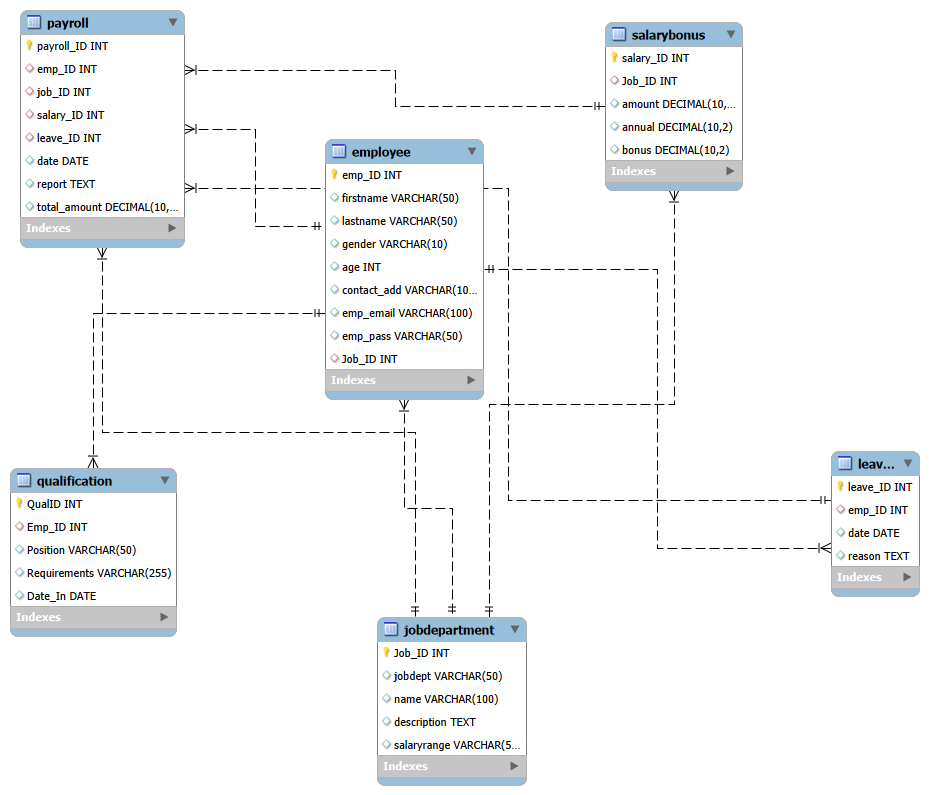 payroll
payroll_ID INT
emp_ID INT
job_ID INT
salary_ID INT
leave_ID INT
date DATE
report TEXT
total_amount DECIMAL(10,...
Indexes
salarybonus
salary_ID INT
Job_ID INT
amount DECIMAL(10,...
annual DECIMAL(10,2)
bonus DECIMAL(10,2)
Indexes
employee
emp_ID INT
firstname VARCHAR(50)
lastname VARCHAR(50)
gender VARCHAR(10)
age INT
contact_add VARCHAR(10...
emp_email VARCHAR(100)
emp_pass VARCHAR(50)
Job_ID INT
Indexes
qualification
QualID INT
Emp_ID INT
Position VARCHAR(50)
Requirements VARCHAR(255)
Date_In DATE
Indexes
leav...
leave_ID INT
emp_ID INT
date DATE
reason TEXT
Indexes
jobdepartment
Job_ID INT
jobdept VARCHAR(50)
name VARCHAR(100)
description TEXT
salaryrange VARCHAR(5...
Indexes